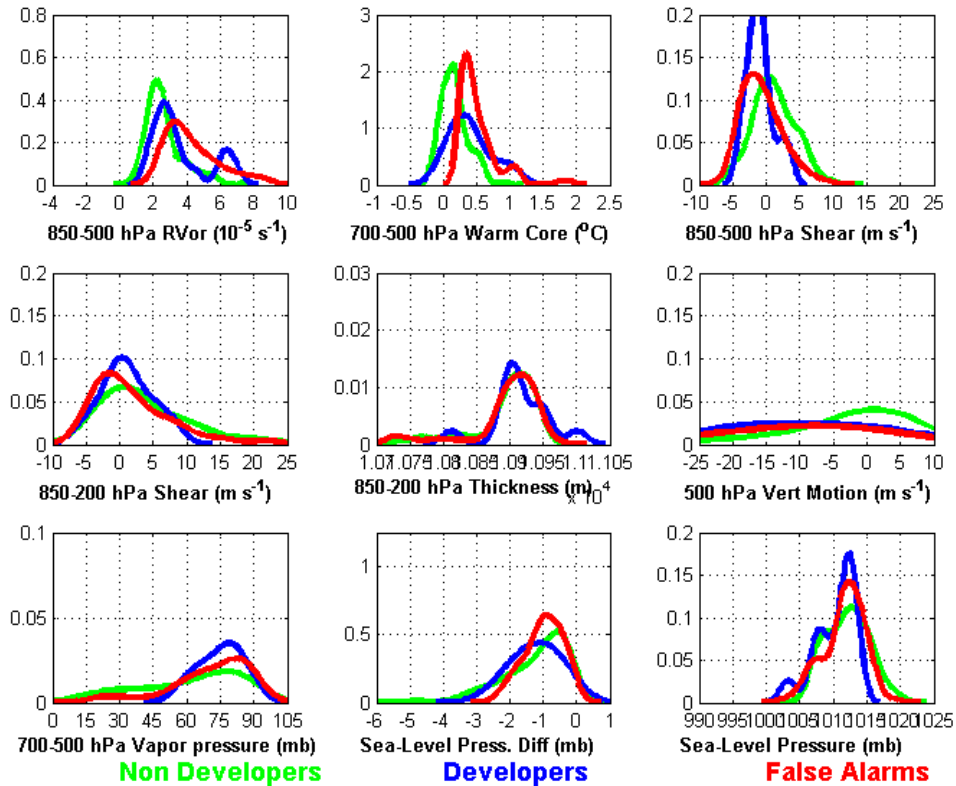 0.8
0.6
0.4
0.2
0
-4 -2 0 2 4 6 8 10
850-500 hPa RVor (10-5 s-1)
3
2
1
0
-1 -0.5 0 0.5 1 1.5 2 2.5
700-500 hPa Warm Core (oC)
0.2
0.15
0.1
0.05
0
-10 -5 0 5 10 15 20 25
850-500 hPa Shear (m s-1)
0.2
0.15
0.1
0.05
0
-10 -5 0 5 10 15 20 25
850-200 hPa Shear (m s-1)
0.03
0.02
0.01
0
1.07 1.075 1.08 1.085 1.09 1.095 1.1 1.105
850-200 hPa Thickness (m)
x 104
0.2
0.15
0.1
0.05
0
-25 -20 -15 -10 -5 0 5 10
500 hPa Vert Motion (m s-1)
0.1
0.05
0
0 15 30 45 60 75 90 105
700-500 hPa Vapor pressure (mb)
1
0.5
0
-6 -5 -4 -3 -2 -1 0 1
Sea-Level Press. Diff (mb)
0.2
0.15
0.1
0.05
0
990 995 1000 1005 1010 1015 1020 1025
Sea-Level Pressure (mb)
Non Developers Developers False Alarms